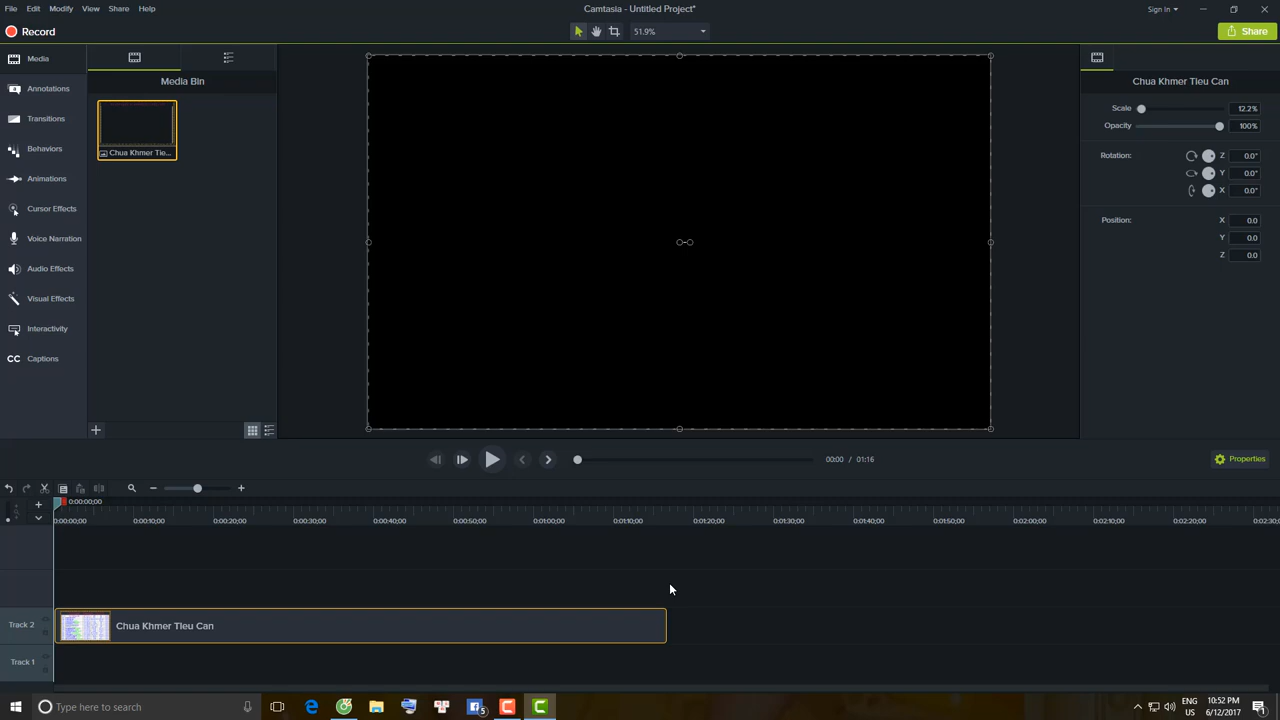 File Edit Modify View Share Help
Camtasia - Untitled Project*
Sign In
Record
51.9%
Share
Media
Annotations
Transitions
Behaviors
Animations
Cursor Effects
Voice Narration
Audio Effects
Visual Effects
Interactivity
CC Captions
Media Bin
Chua Khmer Tie...
Chua Khmer Tieu Can
Scale 12.2%
Opacity 100%
Rotation: Z 0.0°
Y 0.0°
X 0.0°
Position: X 0.0
Y 0.0
Z 0.0
00:00 / 01:16
Properties
0:00:00;00
0:00:00;00 0:00:10;00 0:00:20;00 0:00:30;00 0:00:40;00 0:00:50;00 0:01:00;00 0:01:10;00 0:01:20;00 0:01:30;00 0:01:40;00 0:01:50;00 0:02:00;00 0:02:10;00 0:02:20;00 0:02:30;0
Track 2
Chua Khmer TIeu Can
Track 1
Type here to search
5
ENG
US
10:52 PM
6/12/2017
1